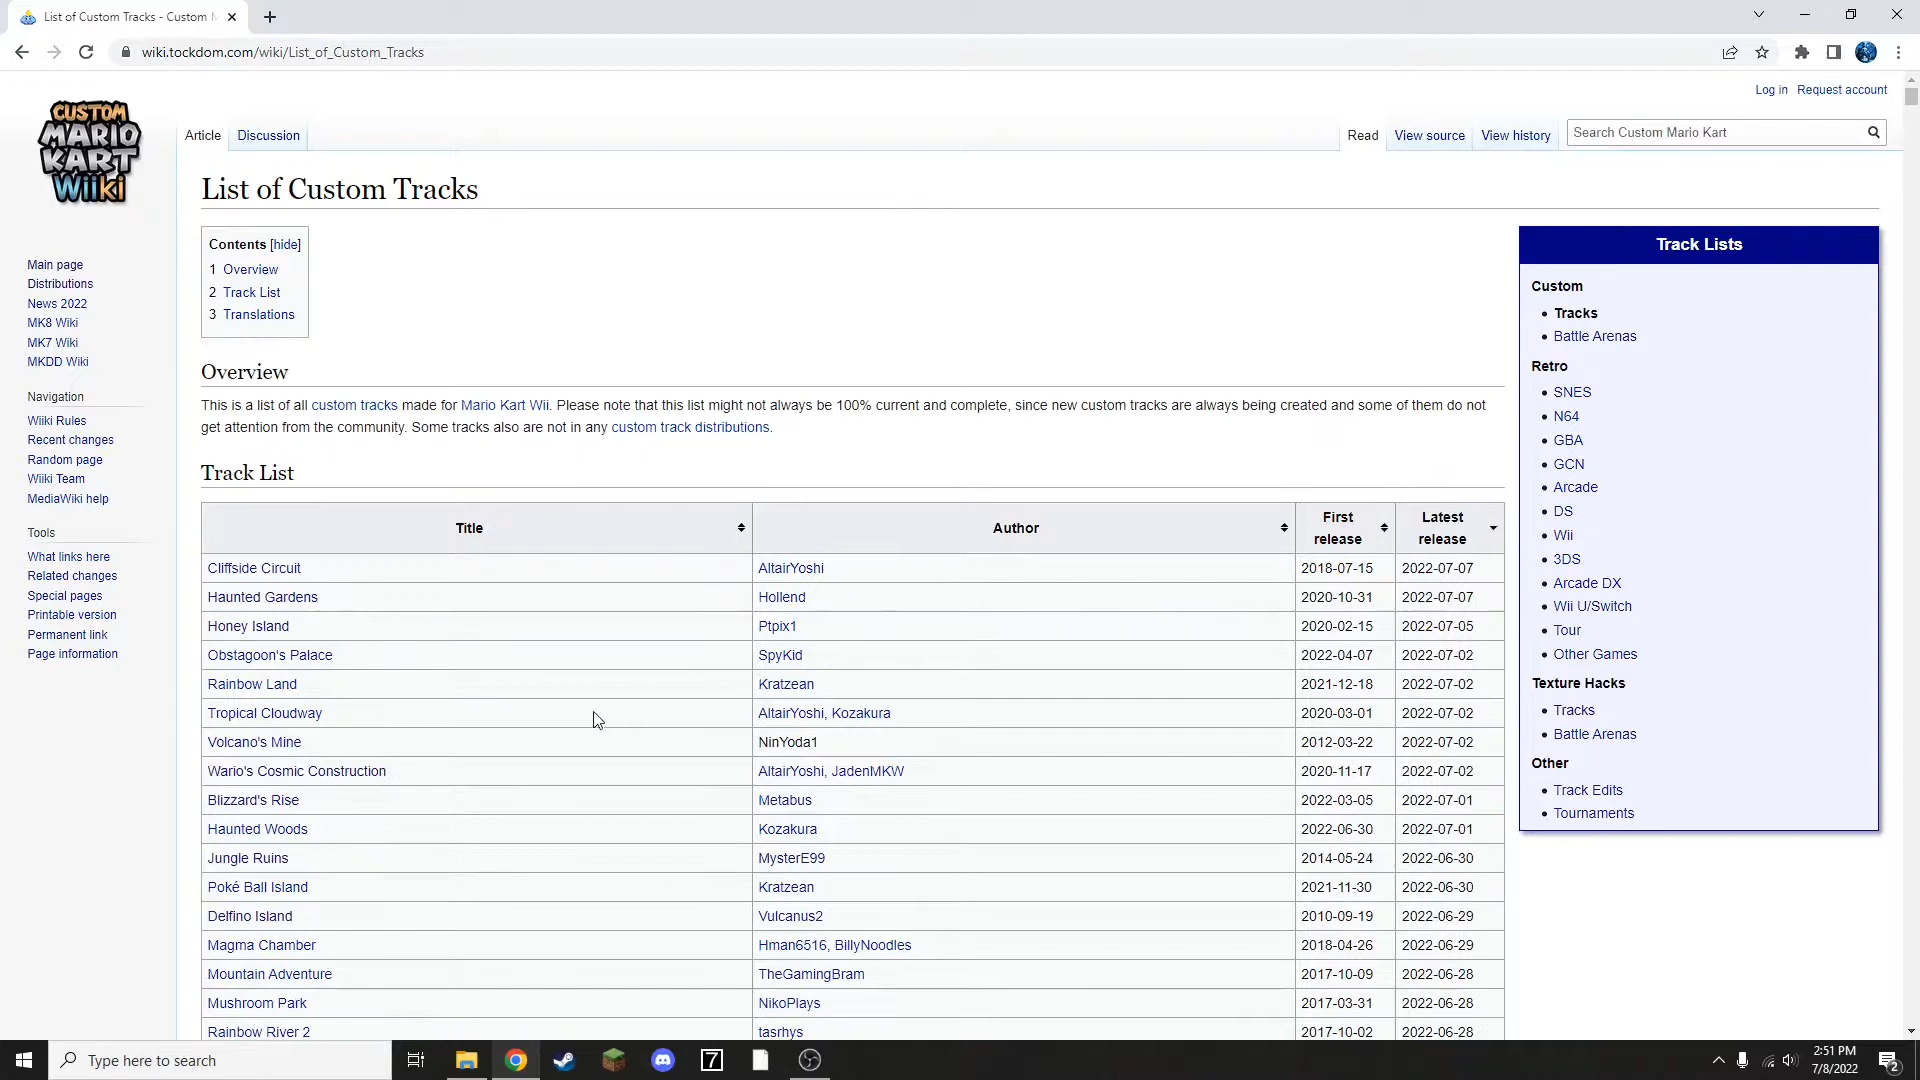 List of Custom Tracks - Custom M
wiki.tockdom.com/wiki/List_of_Custom_Tracks
Log in Request account
CUSTOM
MARIO
KART
Wiiki
Article Discussion Read View source View history Search Custom Mario Kart
List of Custom Tracks
Contents [hide]
1 Overview
2 Track List
3 Translations
Main page
Distributions
News 2022
MK8 Wiki
MK7 Wiki
MKDD Wiki
Navigation
Wiiki Rules
Recent changes
Random page
Wiiki Team
MediaWiki help
Tools
What links here
Related changes
Special pages
Printable version
Permanent link
Page information
Overview
This is a list of all custom tracks made for Mario Kart Wii. Please note that this list might not always be 100% current and complete, since new custom tracks are always being created and some of them do not
get attention from the community. Some tracks also are not in any custom track distributions.
Track List
Title Author First release Latest release
Cliffside Circuit AltairYoshi 2018-07-15 2022-07-07
Haunted Gardens Hollend 2020-10-31 2022-07-07
Honey Island Ptpix1 2020-02-15 2022-07-05
Obstagoon's Palace SpyKid 2022-04-07 2022-07-02
Rainbow Land Kratzean 2021-12-18 2022-07-02
Tropical Cloudway AltairYoshi, Kozakura 2020-03-01 2022-07-02
Volcano's Mine NinYoda1 2012-03-22 2022-07-02
Wario's Cosmic Construction AltairYoshi, JadenMKW 2020-11-17 2022-07-02
Blizzard's Rise Metabus 2022-03-05 2022-07-01
Haunted Woods Kozakura 2022-06-30 2022-07-01
Jungle Ruins MysterE99 2014-05-24 2022-06-30
Poké Ball Island Kratzean 2021-11-30 2022-06-30
Delfino Island Vulcanus2 2010-09-19 2022-06-29
Magma Chamber Hman6516, BillyNoodles 2018-04-26 2022-06-29
Mountain Adventure TheGamingBram 2017-10-09 2022-06-28
Mushroom Park NikoPlays 2017-03-31 2022-06-28
Rainbow River 2 tasrhys 2017-10-02 2022-06-28
Track Lists
Custom
Tracks
Battle Arenas
Retro
SNES
N64
GBA
GCN
Arcade
DS
Wii
3DS
Arcade DX
Wii U/Switch
Tour
Other Games
Texture Hacks
Tracks
Battle Arenas
Other
Track Edits
Tournaments
Type here to search
7
2:51 PM
7/8/2022
2